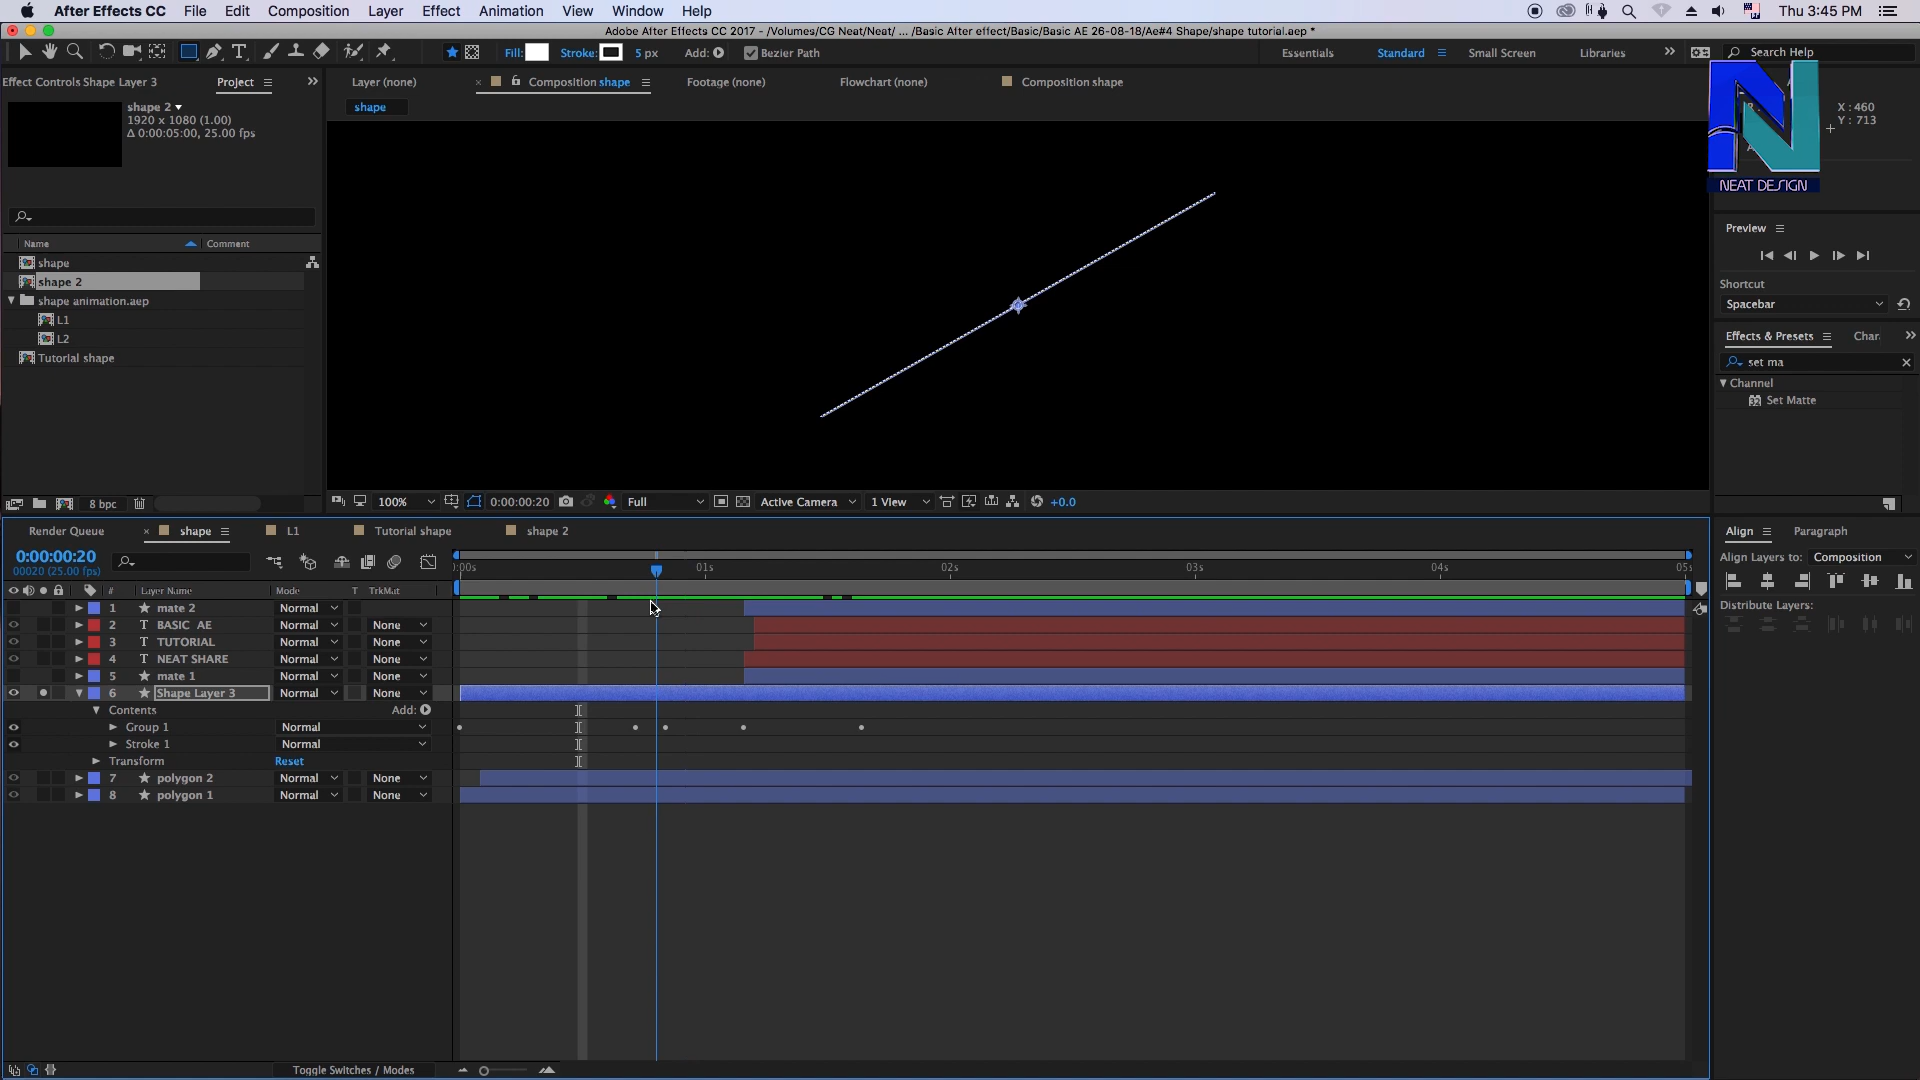 After Effects CC File Edit Composition Layer Effect Animation View Window Help Thu 3:45 PM
Adobe After Effects CC 2017 - /Volumes/CG Neat/Neat/ ... /Basic After effect/Basic/Basic AE 26-08-18/Ae#4 Shape/shape tutorial.aep *
Fill: Stroke: 5 px Add: Bezier Path Essentials Standard Small Screen Libraries Search Help
Effect Controls Shape Layer 3 Project Layer (none) Composition shape Footage (none) Flowchart (none) Composition shape
shape 2
1920 x 1080 (1.00)
Δ 0:00:05:00, 25.00 fps
shape
X : 460
Y : 713
NEAT DESIGN
Name Comment
shape
shape 2
shape animation.aep
L1
L2
Tutorial shape
Preview
Shortcut
Spacebar
Effects & Presets
set ma
Channel
32 Set Matte
8 bpc 100% 0:00:00:20 Full Active Camera 1 View +0.0
Render Queue shape L1 Tutorial shape shape 2
0:00:00:20
00020 (25.00 fps)
:00s 01s 02s 03s 04s 05s
# Layer Name Mode T TrkMat
1 mate 2 Normal
2 T BASIC AE Normal None
3 T TUTORIAL Normal None
4 T NEAT SHARE Normal None
5 mate 1 Normal None
6 Shape Layer 3 Normal None
Contents Add:
Group 1 Normal
Stroke 1 Normal
Transform Reset
7 polygon 2 Normal None
8 polygon 1 Normal None
Toggle Switches / Modes
Align Paragraph
Align Layers to: Composition
Distribute Layers: